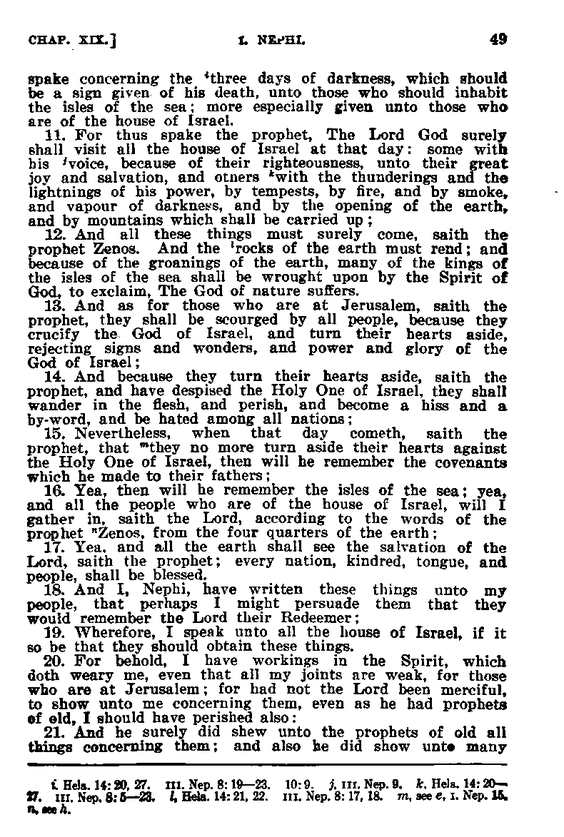 CHAP. XIX.] I. NEPHI. 49
spake concerning the ⁱthree days of darkness, which should
be a sign given of his death, unto those who should inhabit
the isles of the sea; more especially given unto those who
are of the house of Israel.
11. For thus spake the prophet, The Lord God surely
shall visit all the house of Israel at that day: some with
his ʲvoice, because of their righteousness, unto their great
joy and salvation, and others ᵏwith the thunderings and the
lightnings of his power, by tempests, by fire, and by smoke,
and vapour of darkness, and by the opening of the earth,
and by mountains which shall be carried up;
12. And all these things must surely come, saith the
prophet Zenos. And the ˡrocks of the earth must rend; and
because of the groanings of the earth, many of the kings of
the isles of the sea shall be wrought upon by the Spirit of
God, to exclaim, The God of nature suffers.
13. And as for those who are at Jerusalem, saith the
prophet, they shall be scourged by all people, because they
crucify the God of Israel, and turn their hearts aside,
rejecting signs and wonders, and power and glory of the
God of Israel;
14. And because they turn their hearts aside, saith the
prophet, and have despised the Holy One of Israel, they shall
wander in the flesh, and perish, and become a hiss and a
by-word, and be hated among all nations;
15. Nevertheless, when that day cometh, saith the
prophet, that ᵐthey no more turn aside their hearts against
the Holy One of Israel, then will he remember the covenants
which he made to their fathers;
16. Yea, then will he remember the isles of the sea; yea,
and all the people who are of the house of Israel, will I
gather in, saith the Lord, according to the words of the
prophet ⁿZenos, from the four quarters of the earth;
17. Yea. and all the earth shall see the salvation of the
Lord, saith the prophet; every nation, kindred, tongue, and
people, shall be blessed.
18. And I, Nephi, have written these things unto my
people, that perhaps I might persuade them that they
would remember the Lord their Redeemer;
19. Wherefore, I speak unto all the house of Israel, if it
so be that they should obtain these things.
20. For behold, I have workings in the Spirit, which
doth weary me, even that all my joints are weak, for those
who are at Jerusalem; for had not the Lord been merciful,
to show unto me concerning them, even as he had prophets
of old, I should have perished also:
21. And he surely did shew unto the prophets of old all
things concerning them; and also he did show unto many
i. Hela. 14: 20, 27. III. Nep. 8: 19—23. 10: 9. j, III. Nep. 9. k, Hela. 14: 20—
27. III. Nep. 8: 5—23. l, Hela. 14: 21, 22. III. Nep. 8: 17, 18. m, see e, I. Nep. 15.
n, see h.